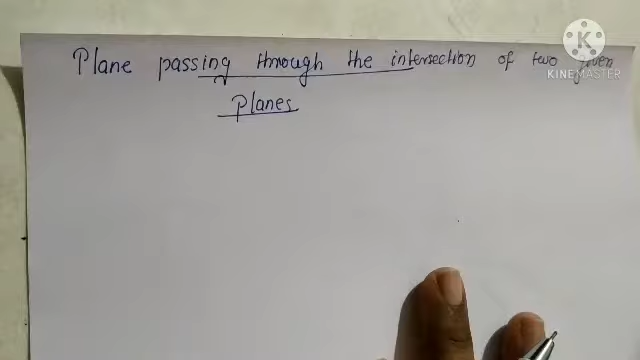 Plane passing through the intersection of two given
Planes
KINEMASTER